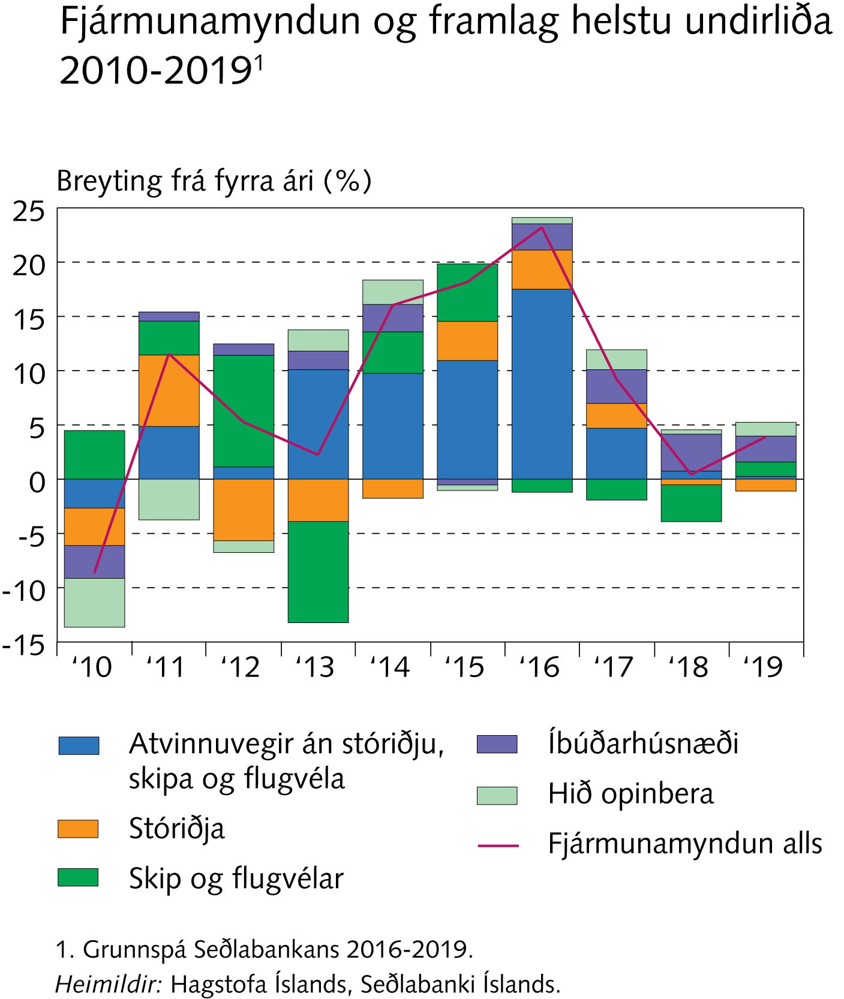 Fjármunamyndun og framlag helstu undirliða
2010-2019¹
Breyting frá fyrra ári (%)
25
20
15
10
5
0
-5
-10
-15
‘10 ‘11 ‘12 ‘13 ‘14 ‘15 ‘16 ‘17 ‘18 ‘19
Atvinnuvegir án stóriðju,
skipa og flugvéla
Stóriðja
Skip og flugvélar
Íbúðarhúsnæði
Hið opinbera
Fjármunamyndun alls
1. Grunnspá Seðlabankans 2016-2019.
Heimildir: Hagstofa Íslands, Seðlabanki Íslands.